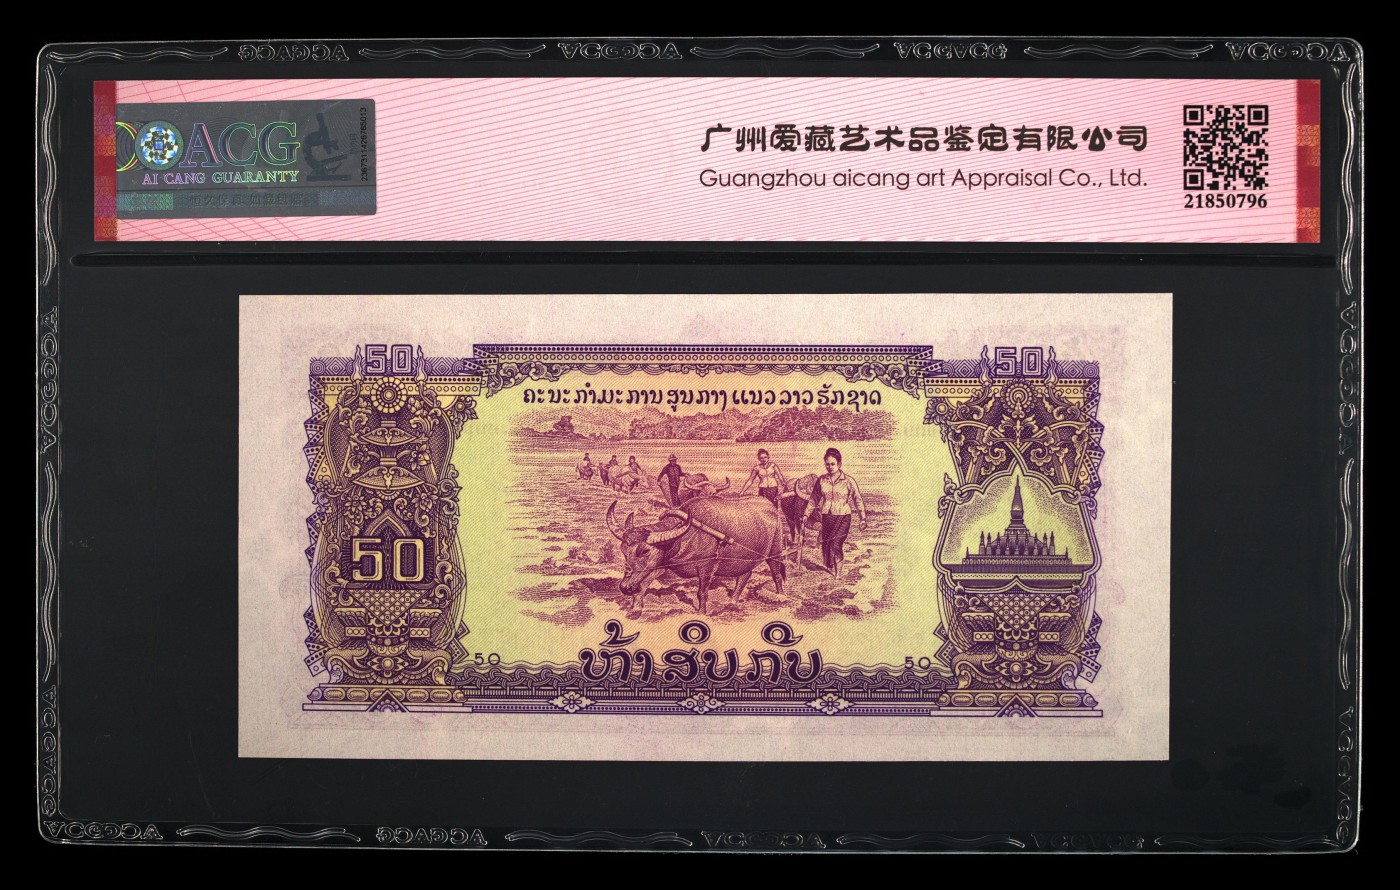 ACG
AI CANG GUARANTY
2367311426765013
广州爱藏艺术品鉴定有限公司
Guangzhou aicang art Appraisal Co., Ltd.
21850796
50
50
ຄະນະກຳມະການສູນກາງແນວລາວຮັກຊາດ
50
ຫ້າສິບກີບ
50
50